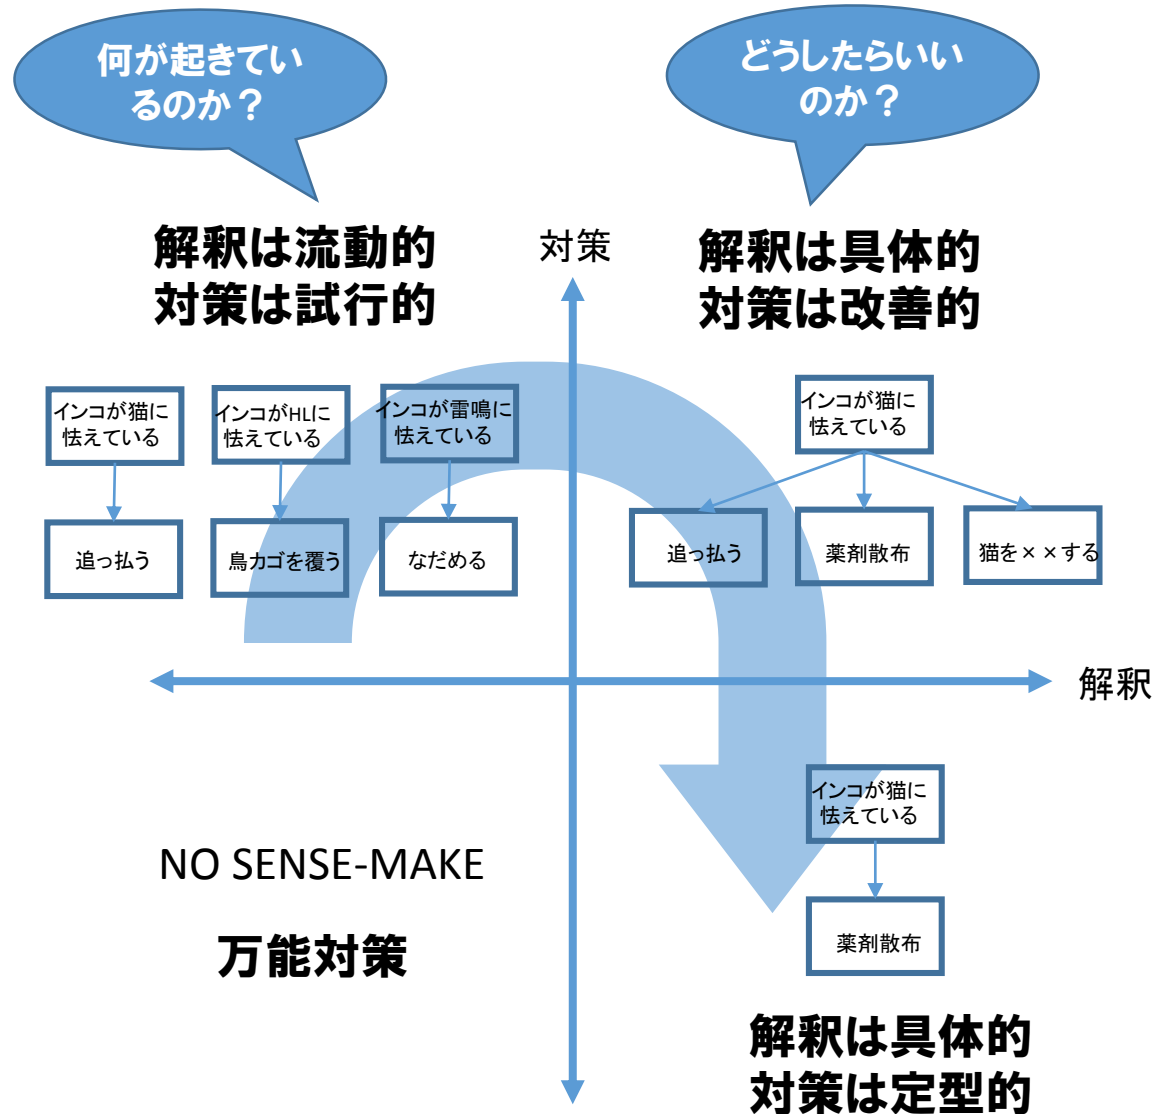 何が起きてい
るのか？
どうしたらいい
のか？
解釈は流動的
対策は試行的
対策
解釈は具体的
対策は改善的
インコが猫に
怯えている
インコがHLに
怯えている
インコが雷鳴に
怯えている
インコが猫に
怯えている
追っ払う
鳥カゴを覆う
なだめる
追っ払う
薬剤散布
猫を××する
解釈
インコが猫に
怯えている
NO SENSE-MAKE
万能対策
薬剤散布
解釈は具体的
対策は定型的